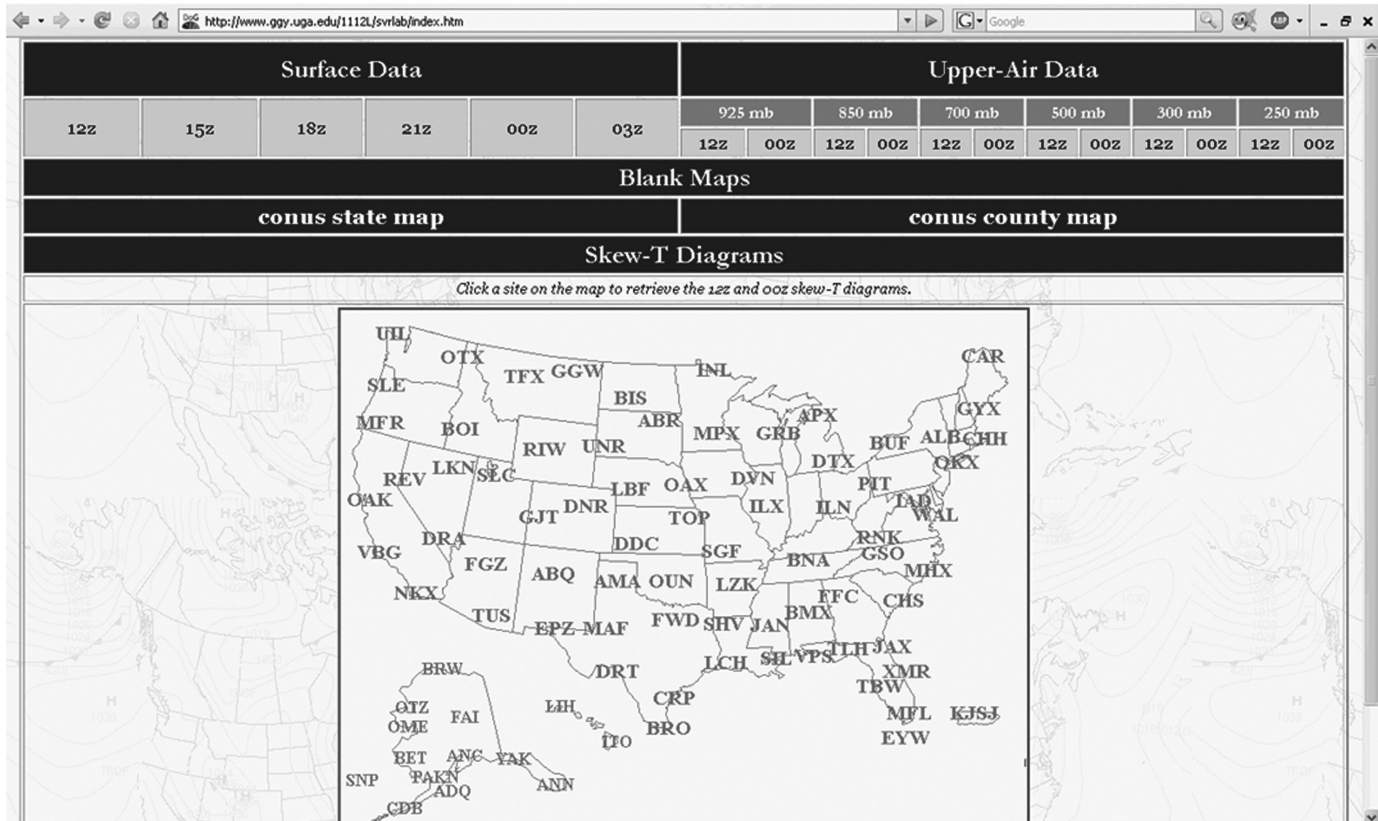 http://www.ggy.uga.edu/1112L/svrlab/index.htm
G Google
ABP
Surface Data Upper-Air Data
925 mb 850 mb 700 mb 500 mb 300 mb 250 mb
12z 15z 18z 21z 00z 03z
12z 00z 12z 00z 12z 00z 12z 00z 12z 00z 12z 00z
Blank Maps
conus state map conus county map
Skew-T Diagrams
Click a site on the map to retrieve the 12z and 00z skew-T diagrams.
UIL
OTX CAR
TFX GGW INL
SLE
BIS
MFR ABR APX GYX
BOI MPX GRB BUF ALB CHH
RIW UNR
LKN SLC DTX OKX
REV DVN PIT
OAK LBF OAX
GJT DNR ILX ILN IAD WAL
TOP
DRA DDC RNK
VBG SGF BNA GSO
FGZ MHX
ABQ AMA OUN LZK
NKX FFC CHS
TUS FWD SHV JAN BMX
EPZ MAF
LCH SIL VPS TLH JAX
BRW DRT XMR
TBW
OTZ LIH CRP
FAI MFL KJSJ
OME BRO
ITO EYW
BET ANC YAK
SNP PAKN ANN
ADQ
CDB